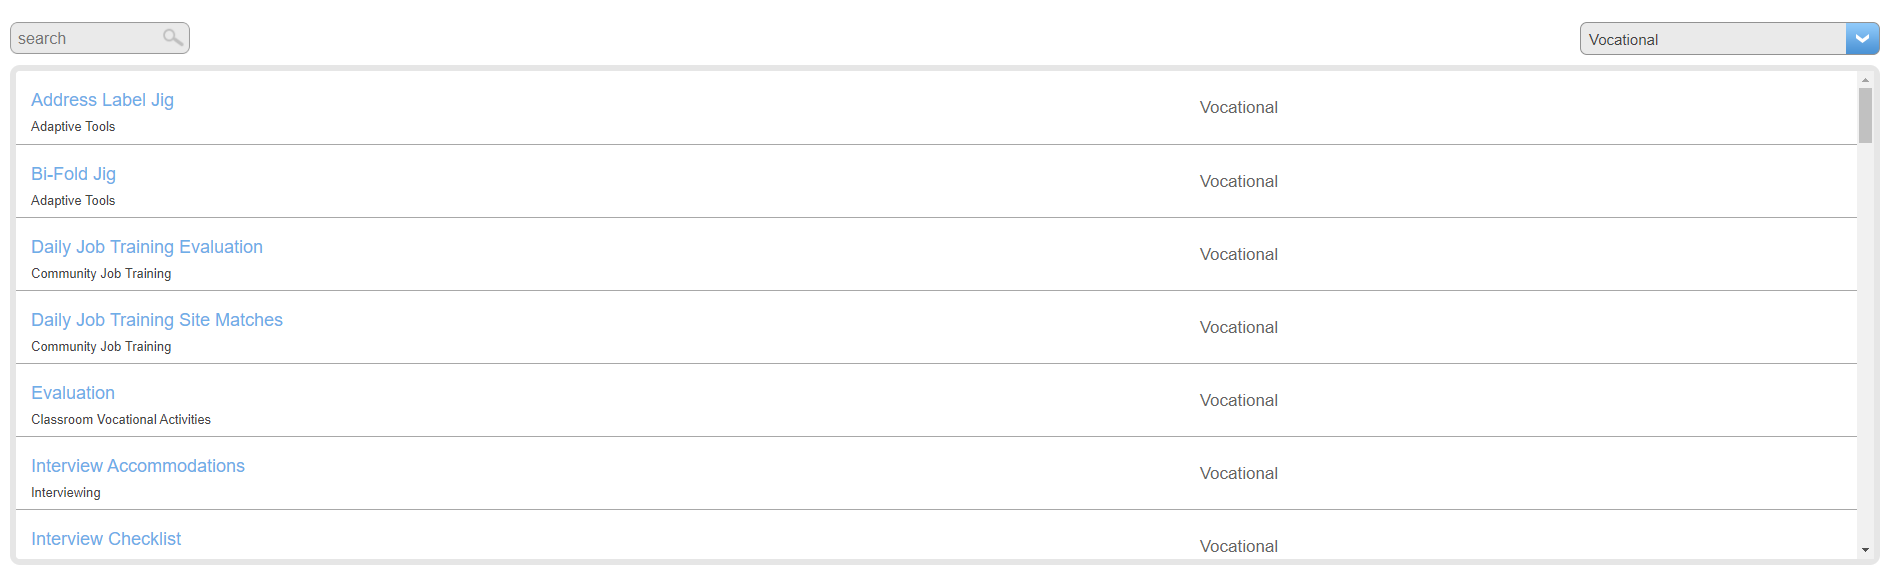 search
Vocational
Address Label Jig
Adaptive Tools
Vocational
Bi-Fold Jig
Adaptive Tools
Vocational
Daily Job Training Evaluation
Community Job Training
Vocational
Daily Job Training Site Matches
Community Job Training
Vocational
Evaluation
Classroom Vocational Activities
Vocational
Interview Accommodations
Interviewing
Vocational
Interview Checklist
Vocational